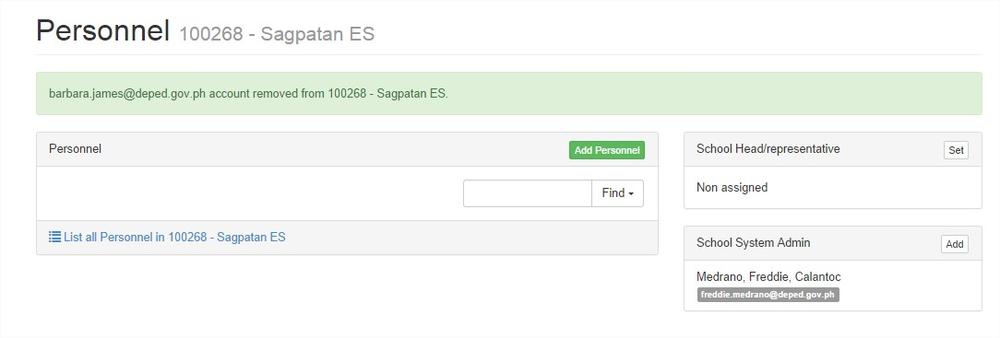 Personnel 100268 - Sagpatan ES
barbara.james@deped.gov.ph account removed from 100268 - Sagpatan ES.
Personnel Add Personnel
Find
List all Personnel in 100268 - Sagpatan ES
School Head/representative Set
Non assigned
School System Admin Add
Medrano, Freddie, Calantoc
freddie.medrano@deped.gov.ph